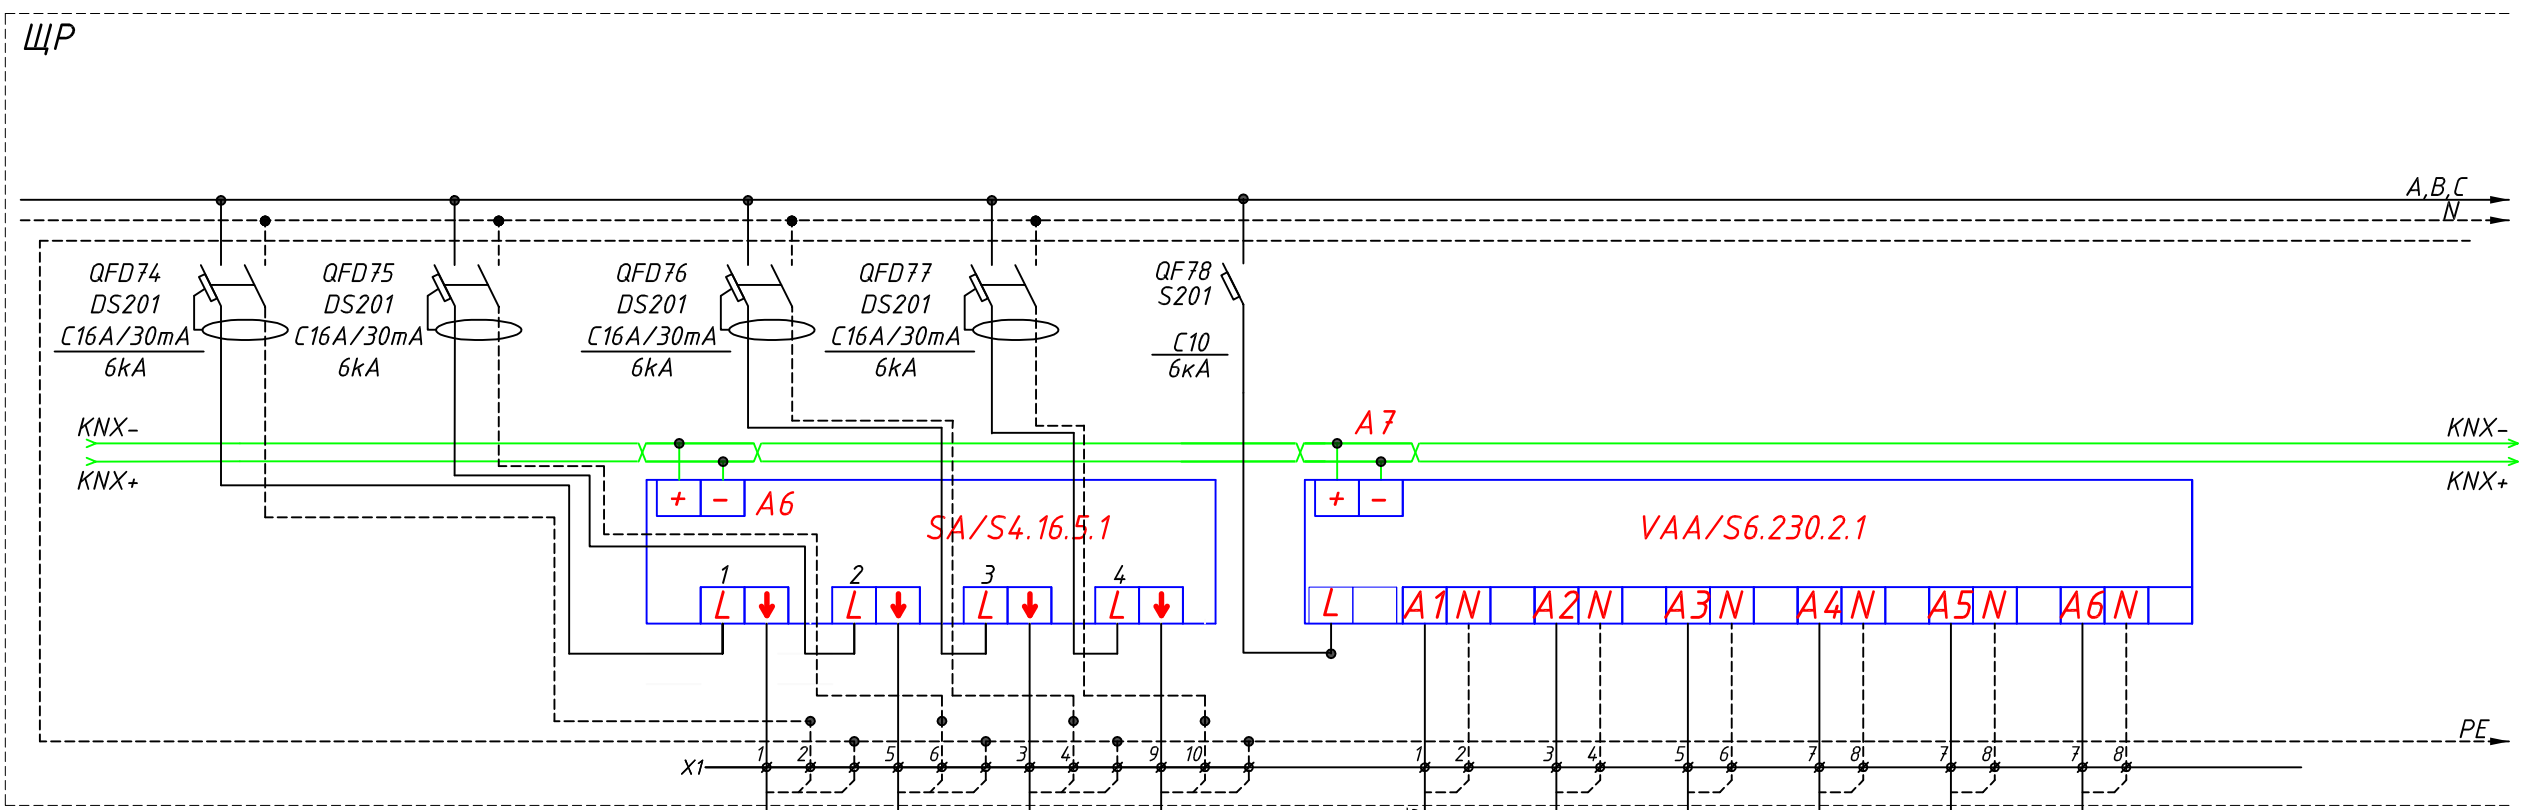 ЩР
A,B,C
N
QFD74
DS201
C16A/30mA
6kA
QFD75
DS201
C16A/30mA
6kA
QFD76
DS201
C16A/30mA
6kA
QFD77
DS201
C16A/30mA
6kA
QF78
S201
C10
6кА
KNX-
KNX+
A7
KNX-
KNX+
+ -
A6
SA/S4.16.5.1
+ -
VAA/S6.230.2.1
1 2 3 4
L L L L
L A1 N A2 N A3 N A4 N A5 N A6 N
PE
1 2 5 6 3 4 9 10 1 2 3 4 5 6 7 8 7 8 7 8
X1